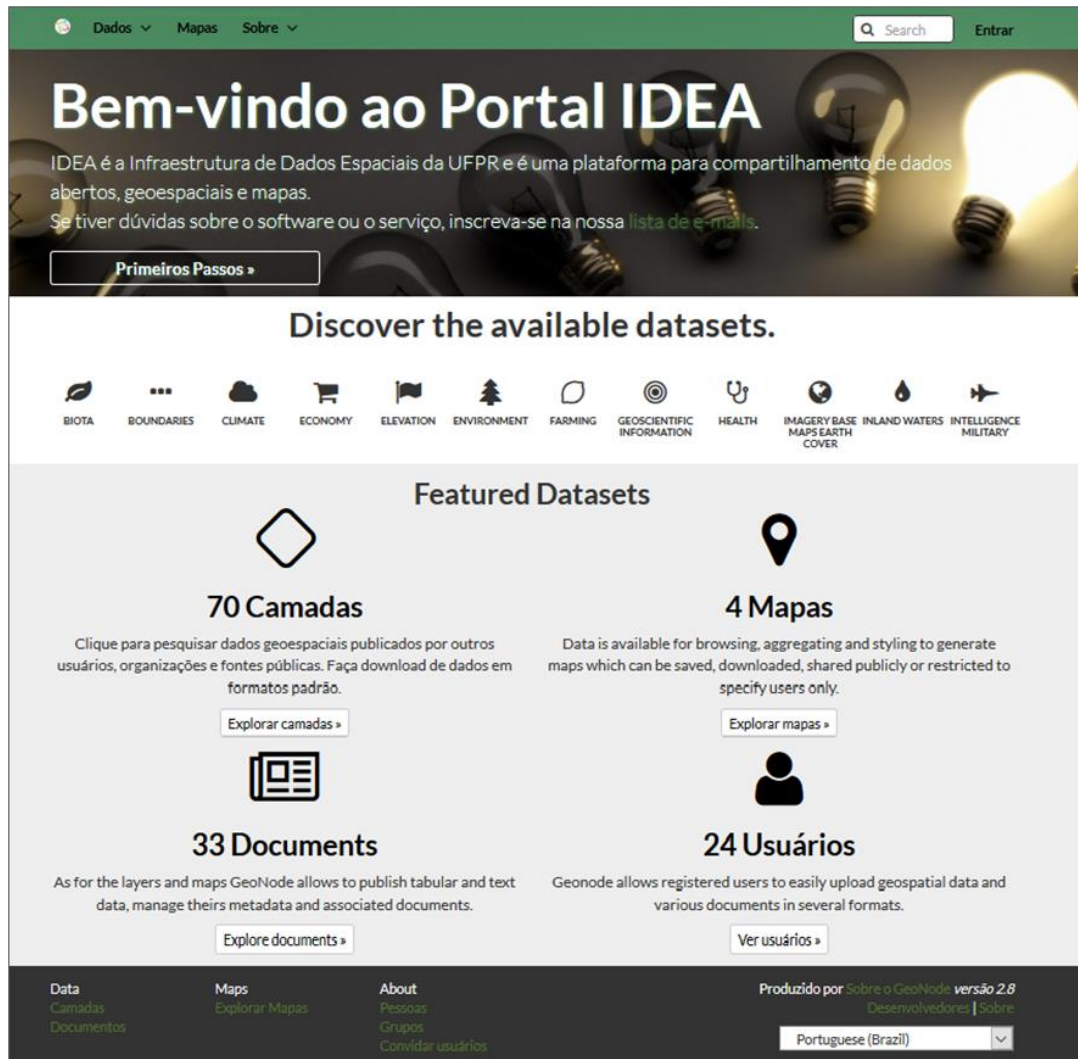 Dados Mapas Sobre Search Entrar
Bem-vindo ao Portal IDEA
IDEA é a Infraestrutura de Dados Espaciais da UFPR e é uma plataforma para compartilhamento de dados
abertos, geoespaciais e mapas.
Se tiver dúvidas sobre o software ou o serviço, inscreva-se na nossa lista de e-mails.
Primeiros Passos »
Discover the available datasets.
BIOTA
BOUNDARIES
CLIMATE
ECONOMY
ELEVATION
ENVIRONMENT
FARMING
GEOSCIENTIFIC
INFORMATION
HEALTH
IMAGERY BASE
MAPS EARTH
COVER
INLAND WATERS
INTELLIGENCE
MILITARY
Featured Datasets
70 Camadas
Clique para pesquisar dados geoespaciais publicados por outros
usuários, organizações e fontes públicas. Faça download de dados em
formatos padrão.
Explorar camadas »
4 Mapas
Data is available for browsing, aggregating and styling to generate
maps which can be saved, downloaded, shared publicly or restricted to
specify users only.
Explorar mapas »
33 Documents
As for the layers and maps GeoNode allows to publish tabular and text
data, manage theirs metadata and associated documents.
Explore documents »
24 Usuários
Geonode allows registered users to easily upload geospatial data and
various documents in several formats.
Ver usuários »
Data
Camadas
Documentos
Maps
Explorar Mapas
About
Pessoas
Grupos
Convidar usuários
Produzido por Sobre o GeoNode versão 2.8
Desenvolvedores | Sobre
Portuguese (Brazil)